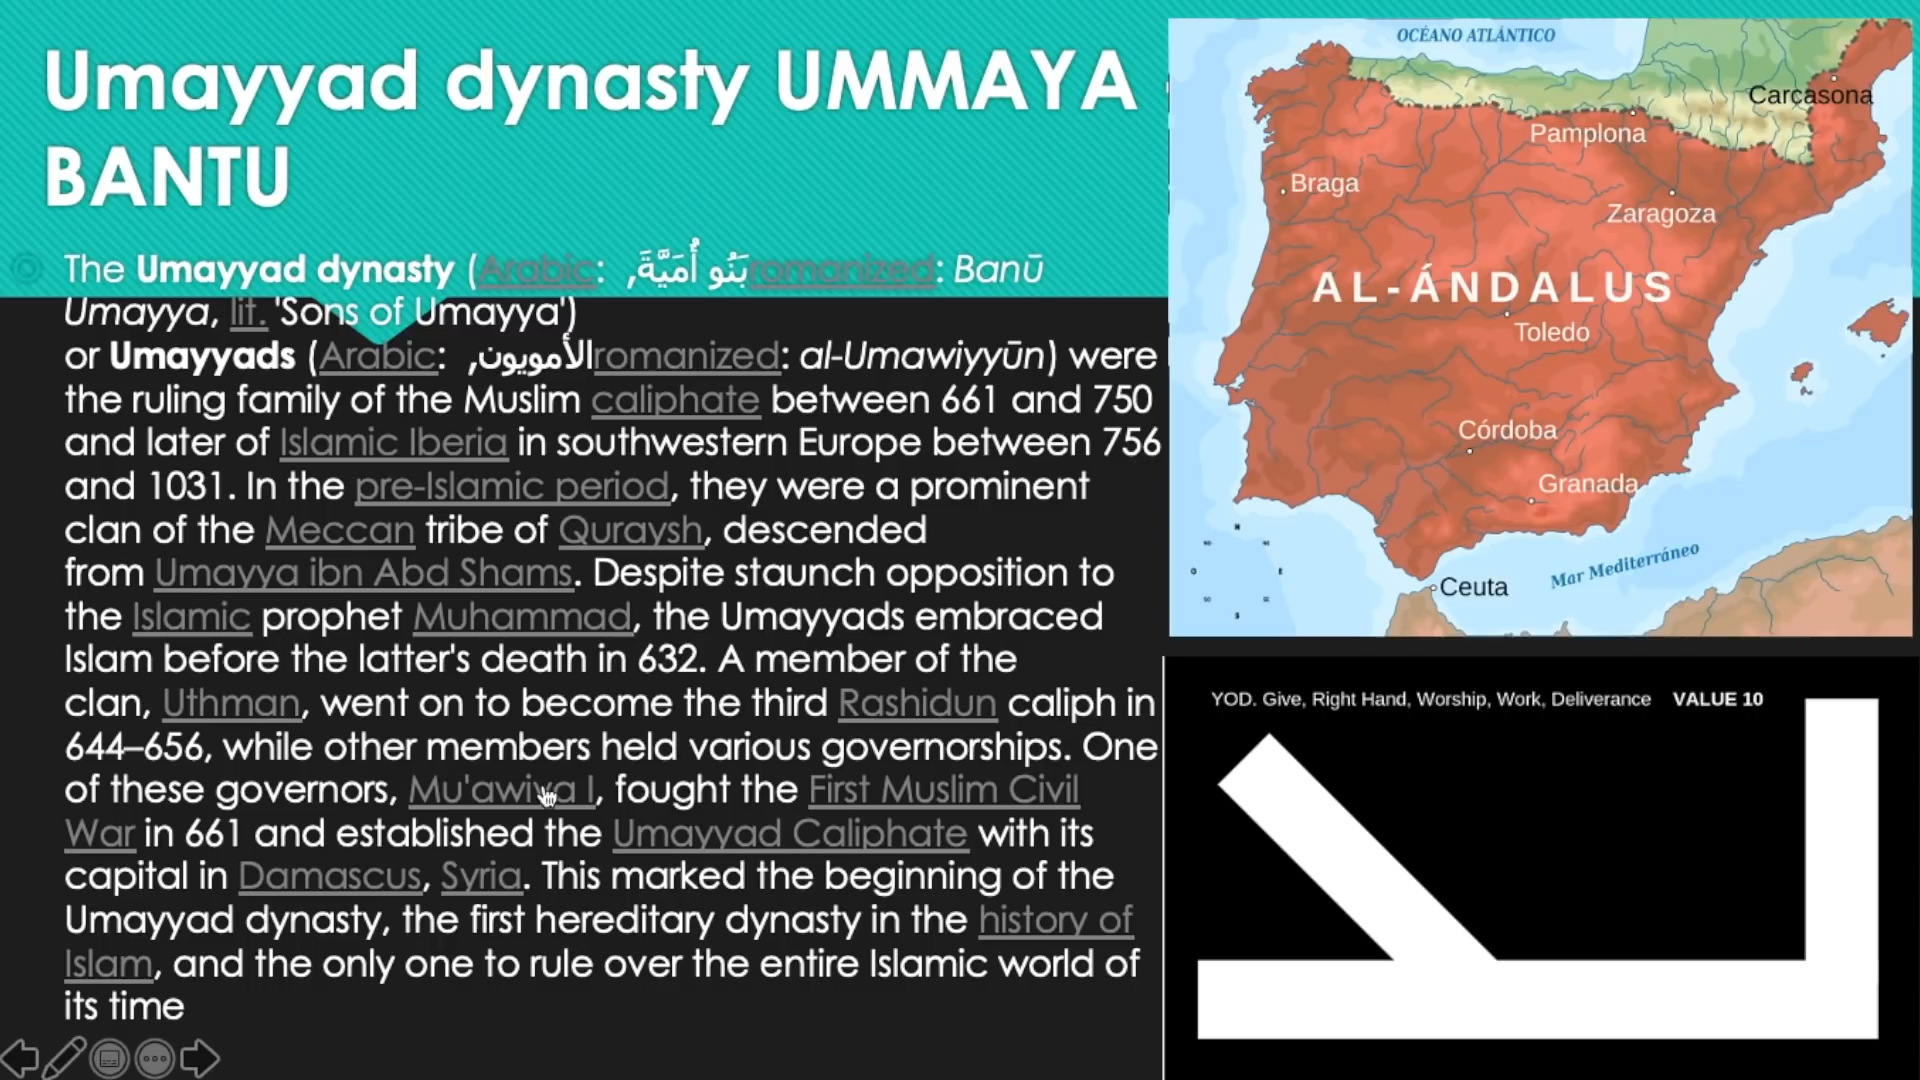 Umayyad dynasty UMMAYA
BANTU
The Umayyad dynasty (Arabic: بَنُو أُمَيَّةَ, romanized: Banū
Umayya, lit. 'Sons of Umayya')
or Umayyads (Arabic: الأمويون, romanized: al-Umawiyyūn) were
the ruling family of the Muslim caliphate between 661 and 750
and later of Islamic Iberia in southwestern Europe between 756
and 1031. In the pre-Islamic period, they were a prominent
clan of the Meccan tribe of Quraysh, descended
from Umayya ibn Abd Shams. Despite staunch opposition to
the Islamic prophet Muhammad, the Umayyads embraced
Islam before the latter's death in 632. A member of the
clan, Uthman, went on to become the third Rashidun caliph in
644–656, while other members held various governorships. One
of these governors, Mu'awiya I, fought the First Muslim Civil
War in 661 and established the Umayyad Caliphate with its
capital in Damascus, Syria. This marked the beginning of the
Umayyad dynasty, the first hereditary dynasty in the history of
Islam, and the only one to rule over the entire Islamic world of
its time
OCÉANO ATLÁNTICO
Carcasona
Pamplona
Braga
Zaragoza
AL-ÁNDALUS
Toledo
Córdoba
Granada
Ceuta
Mar Mediterráneo
YOD. Give, Right Hand, Worship, Work, Deliverance VALUE 10